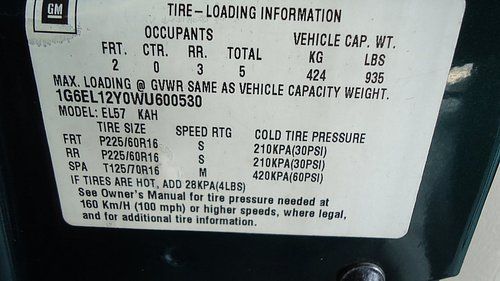 GM
TIRE-LOADING INFORMATION
OCCUPANTS VEHICLE CAP. WT.
FRT. CTR. RR. TOTAL KG LBS
2 0 3 5 424 935
MAX. LOADING @ GVWR SAME AS VEHICLE CAPACITY WEIGHT.
1G6EL12Y0WU600530
MODEL: EL57 KAH
TIRE SIZE SPEED RTG COLD TIRE PRESSURE
FRT P225/60R16 S 210KPA(30PSI)
RR P225/60R16 S 210KPA(30PSI)
SPA T125/70R16 M 420KPA(60PSI)
IF TIRES ARE HOT, ADD 28KPA(4LBS)
See Owner's Manual for tire pressure needed at
160 Km/H (100 mph) or higher speeds, where legal,
and for additional tire information.